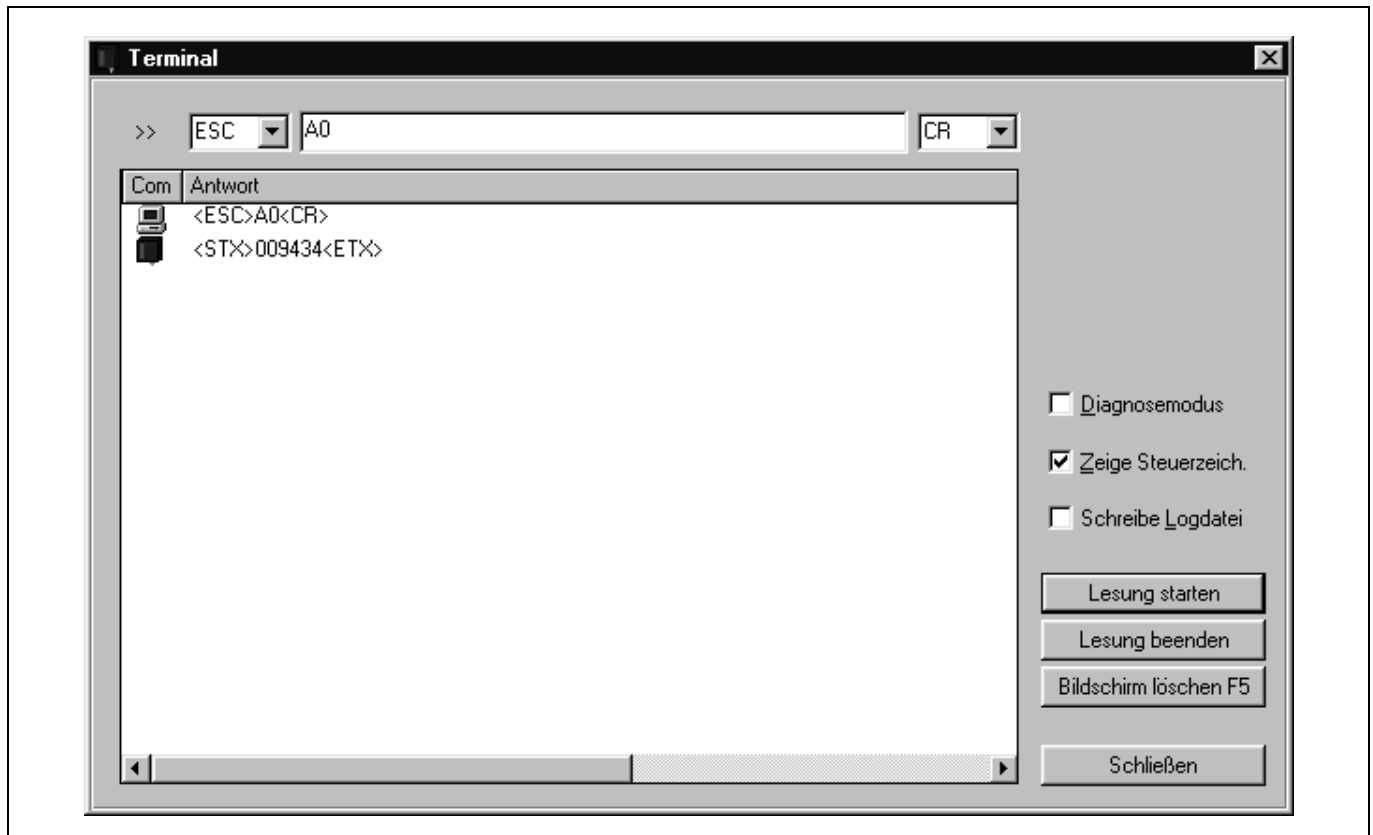 Terminal
>> ESC A0 CR
Com Antwort
<ESC>A0<CR>
<STX>009434<ETX>
Diagnosemodus
Zeige Steuerzeich.
Schreibe Logdatei
Lesung starten
Lesung beenden
Bildschirm löschen F5
Schließen